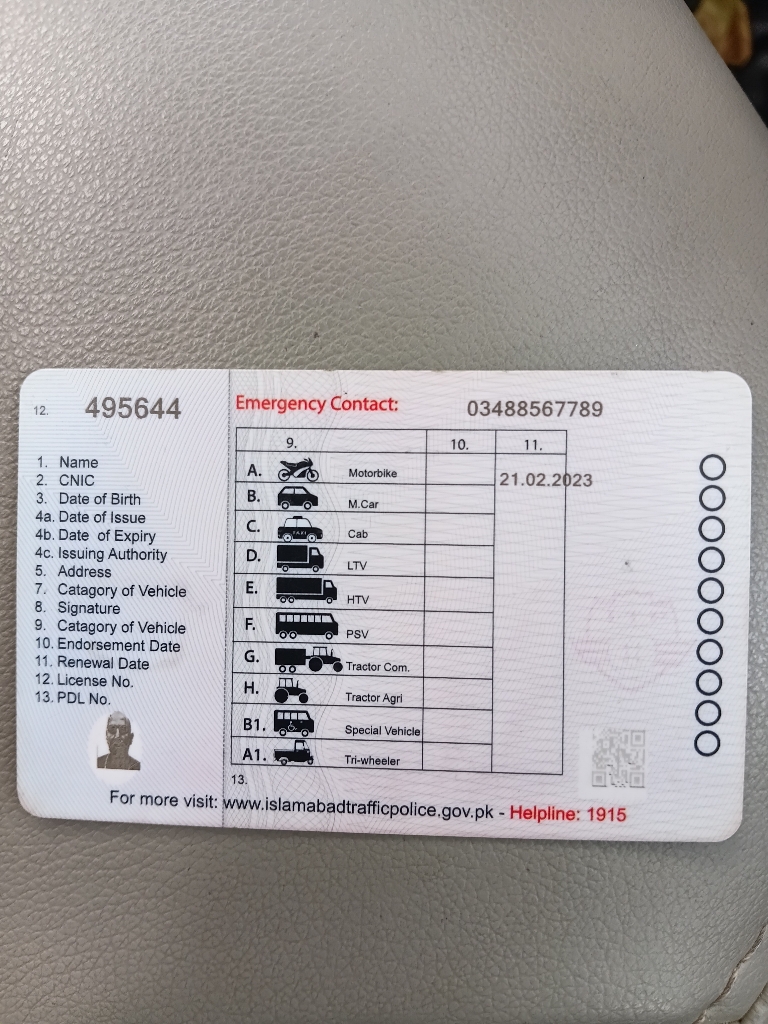 12. 495644
Emergency Contact: 03488567789
1. Name
2. CNIC
3. Date of Birth
4a. Date of Issue
4b. Date of Expiry
4c. Issuing Authority
5. Address
7. Catagory of Vehicle
8. Signature
9. Catagory of Vehicle
10. Endorsement Date
11. Renewal Date
12. License No.
13. PDL No.
9. 10. 11.
A. Motorbike 21.02.2023
B. M.Car
C. TAXI Cab
D. LTV
E. HTV
F. PSV
G. Tractor Com.
H. Tractor Agri
B1. Special Vehicle
A1. Tri-wheeler
13.
For more visit: www.islamabadtrafficpolice.gov.pk - Helpline: 1915